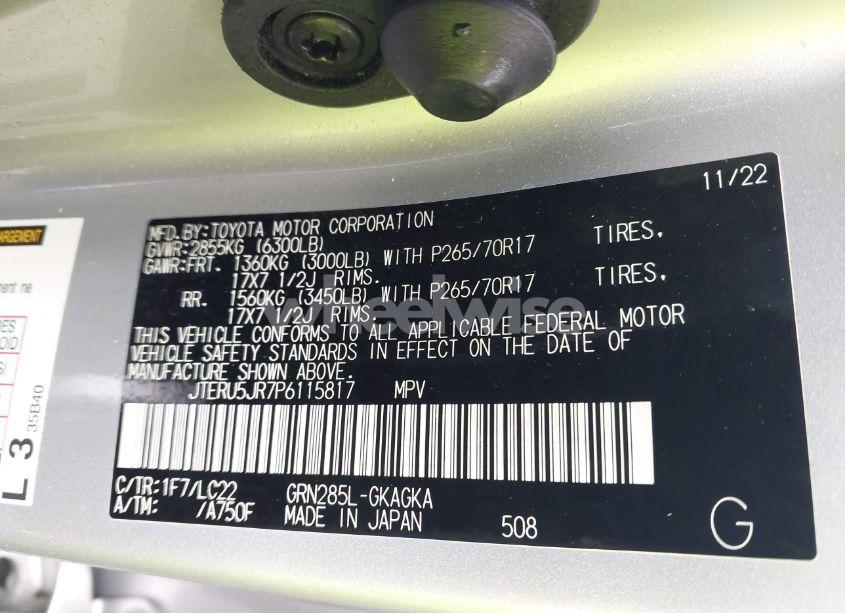 11/22
MFD. BY: TOYOTA MOTOR CORPORATION
GVWR: 2855KG (6300LB)
GAWR: FRT. 1360KG (3000LB) WITH P265/70R17 TIRES,
17X7 1/2J RIMS.
RR. 1560KG (3450LB) WITH P265/70R17 TIRES,
17X7 1/2J RIMS.
THIS VEHICLE CONFORMS TO ALL APPLICABLE FEDERAL MOTOR
VEHICLE SAFETY STANDARDS IN EFFECT ON THE DATE OF
MANUFACTURE SHOWN ABOVE.
JTERU5JR7P6115817 MPV
C/TR: 1F7/LC22 GRN285L-GKAGKA
A/TM: /A750F MADE IN JAPAN 508
G
wheelwise
L 3
35B40